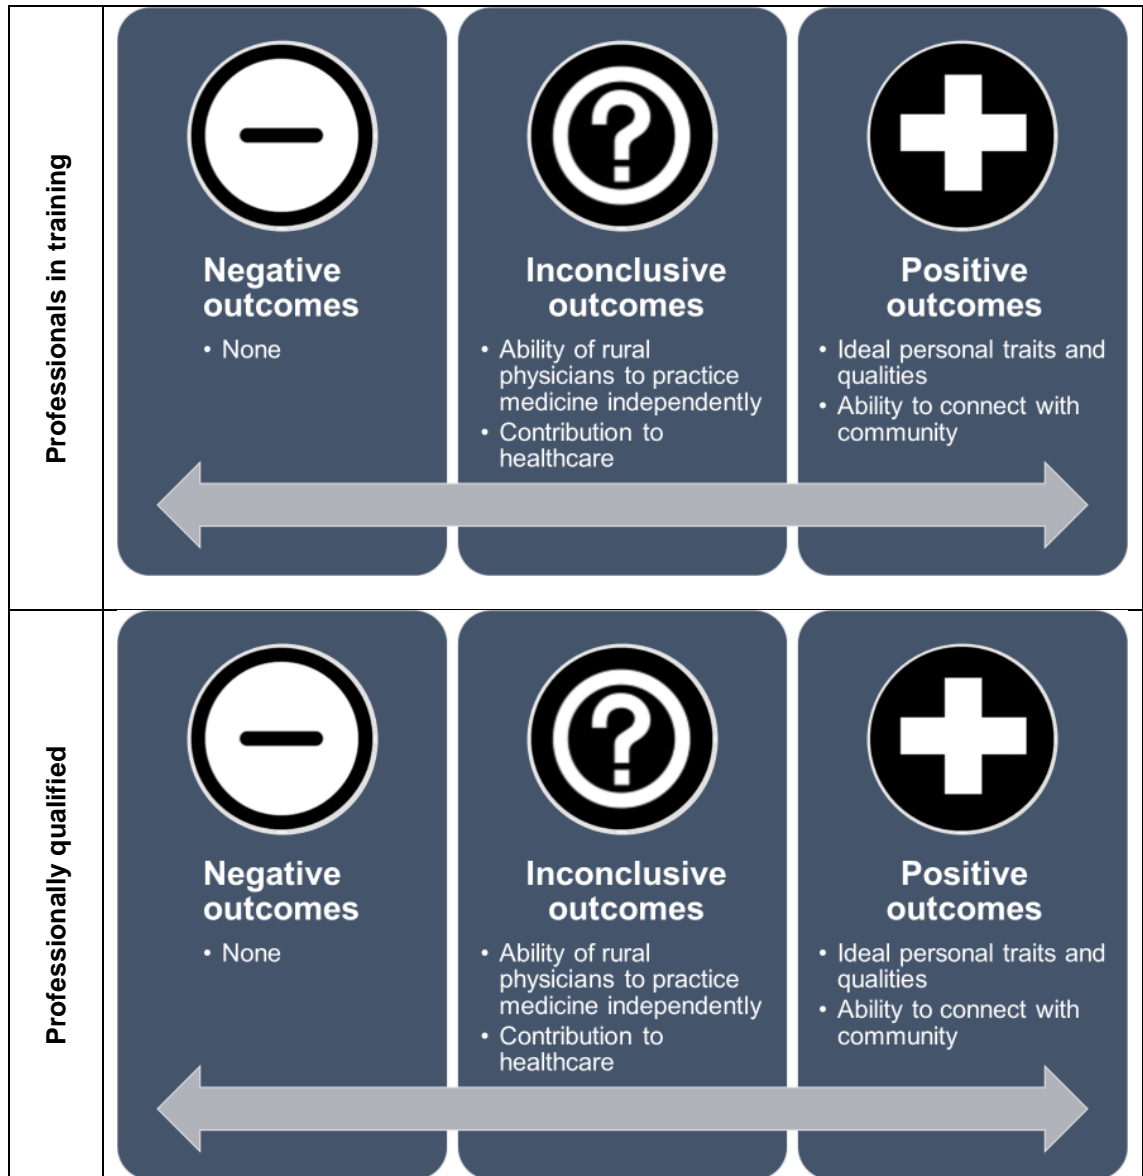 Professionals in training
Negative
outcomes
• None
Inconclusive
outcomes
• Ability of rural
physicians to practice
medicine independently
• Contribution to
healthcare
Positive
outcomes
• Ideal personal traits and
qualities
• Ability to connect with
community
Professionally qualified
Negative
outcomes
• None
Inconclusive
outcomes
• Ability of rural
physicians to practice
medicine independently
• Contribution to
healthcare
Positive
outcomes
• Ideal personal traits and
qualities
• Ability to connect with
community